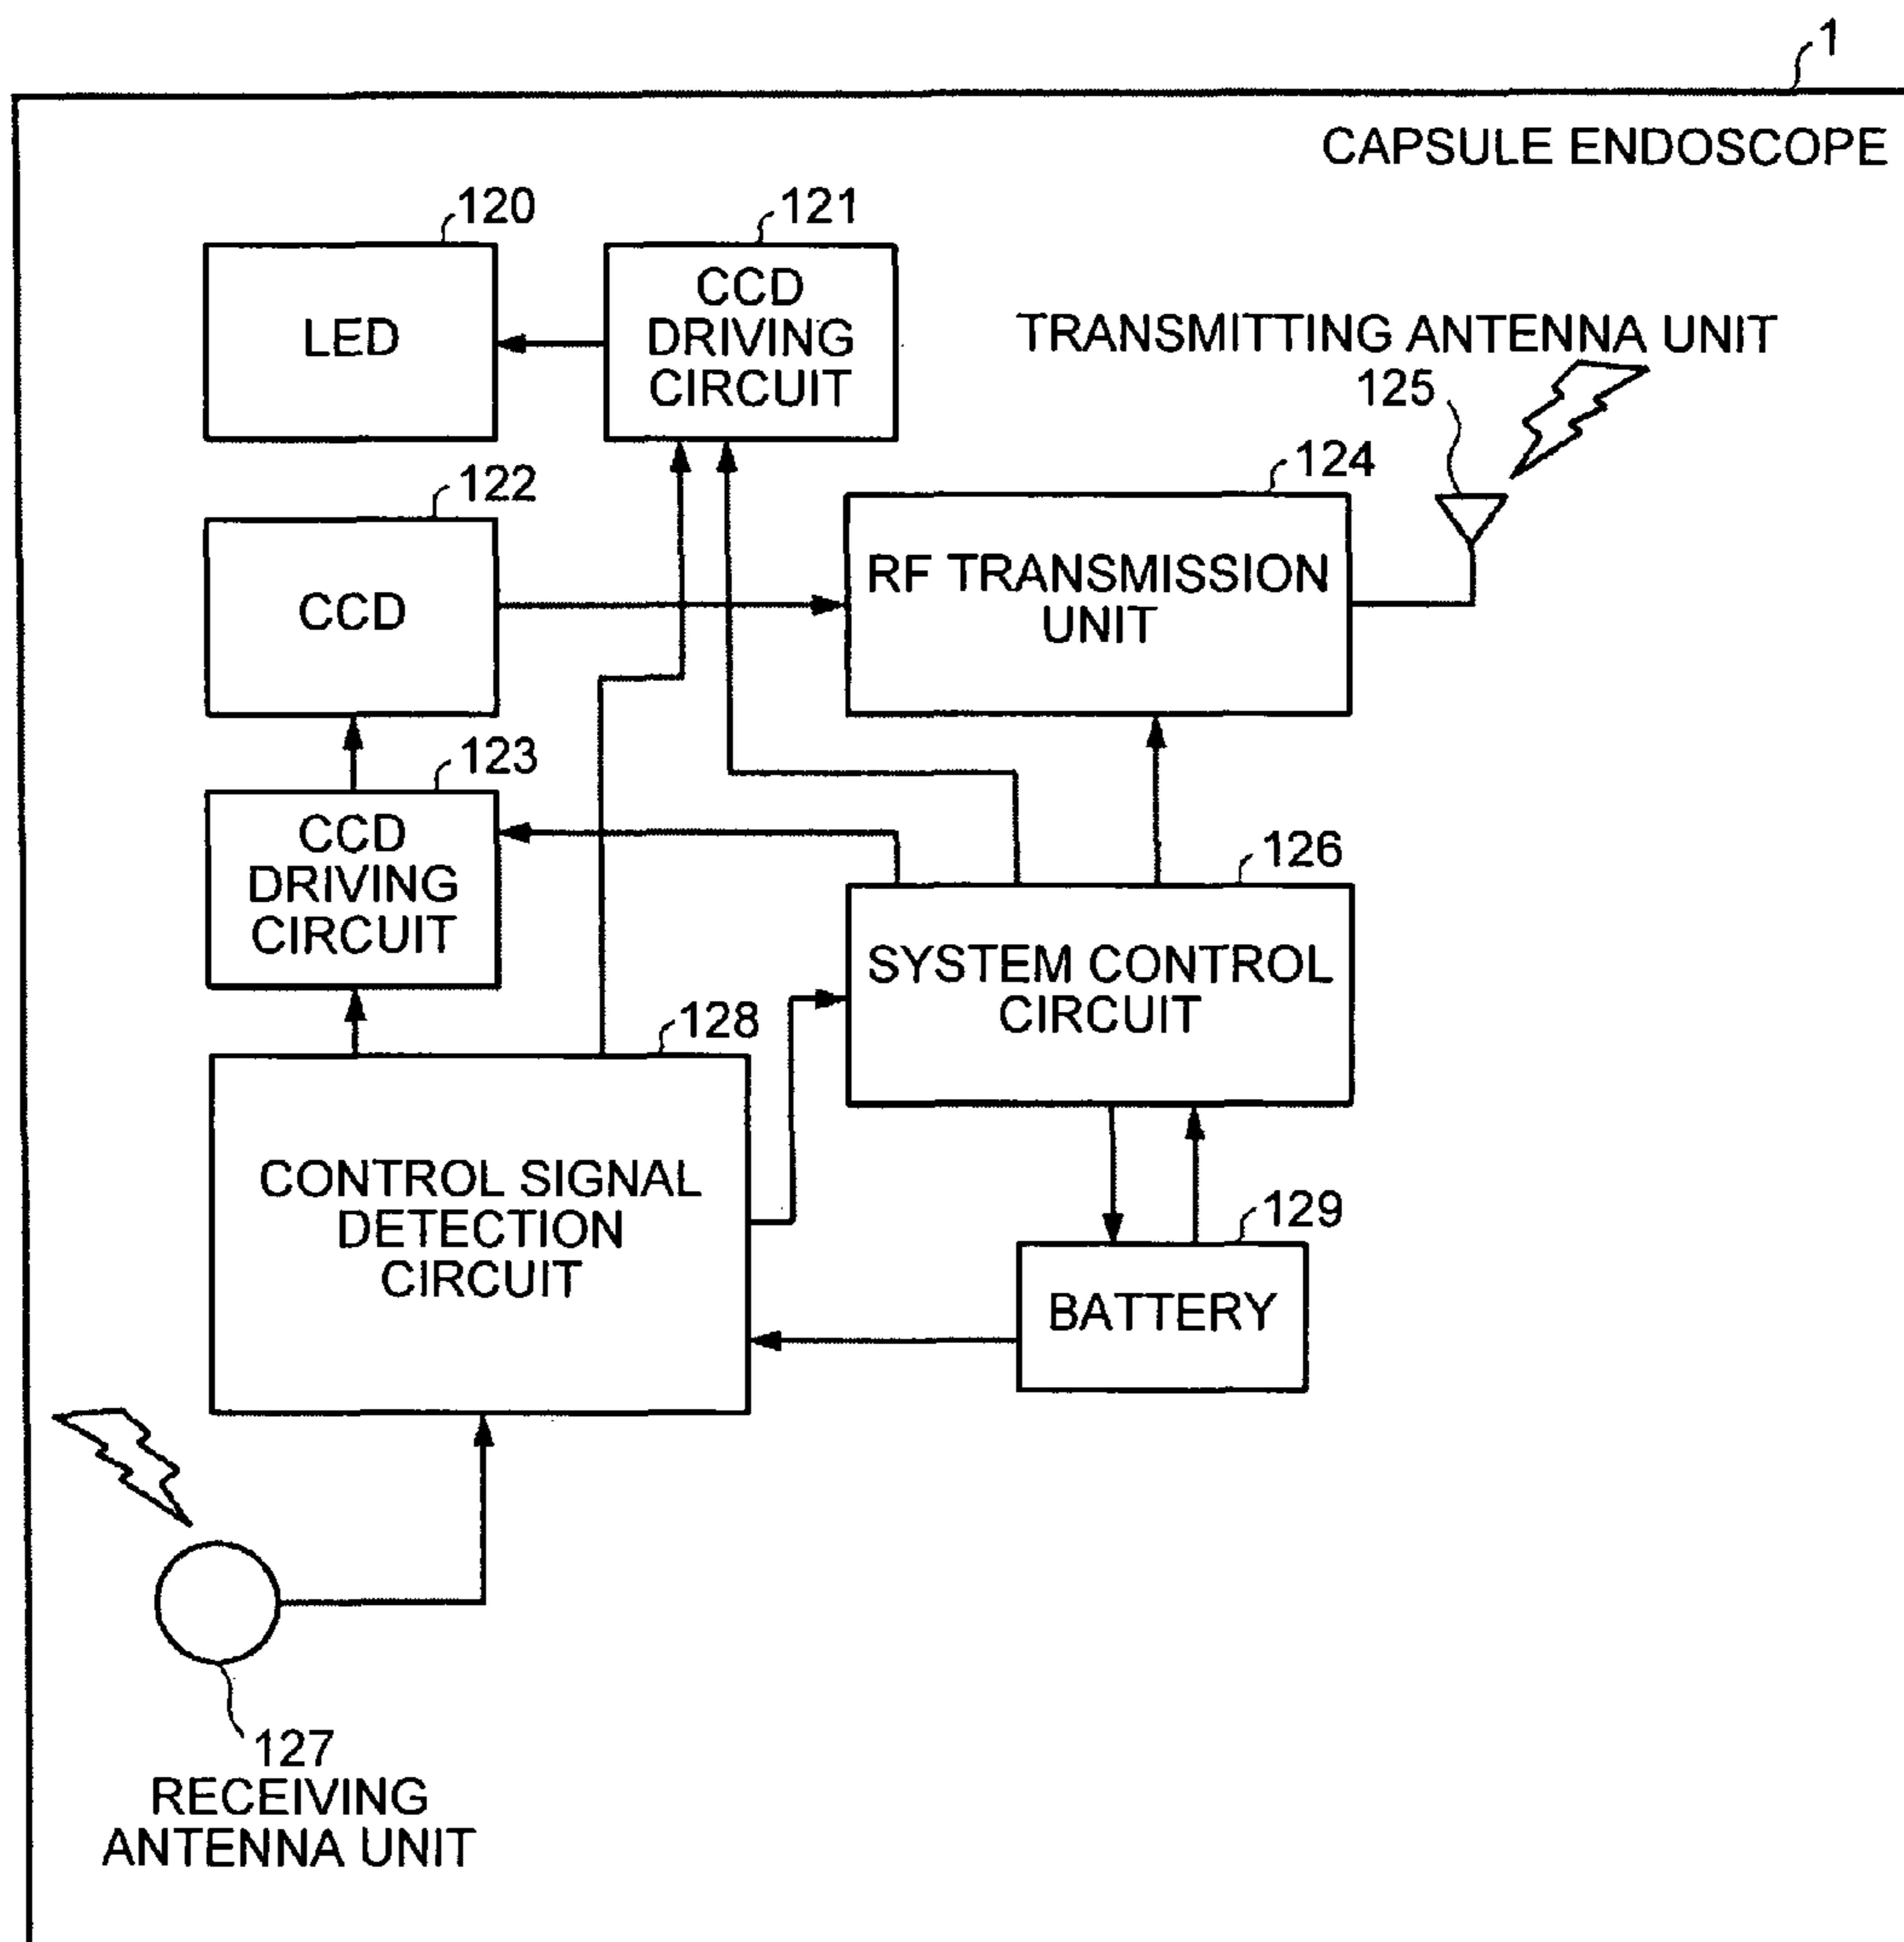 1
CAPSULE ENDOSCOPE
120
121
LED
CCD
DRIVING
CIRCUIT
TRANSMITTING ANTENNA UNIT
125
122
124
CCD
RF TRANSMISSION
UNIT
123
CCD
DRIVING
CIRCUIT
126
SYSTEM CONTROL
CIRCUIT
128
CONTROL SIGNAL
DETECTION
CIRCUIT
129
BATTERY
127
RECEIVING
ANTENNA UNIT